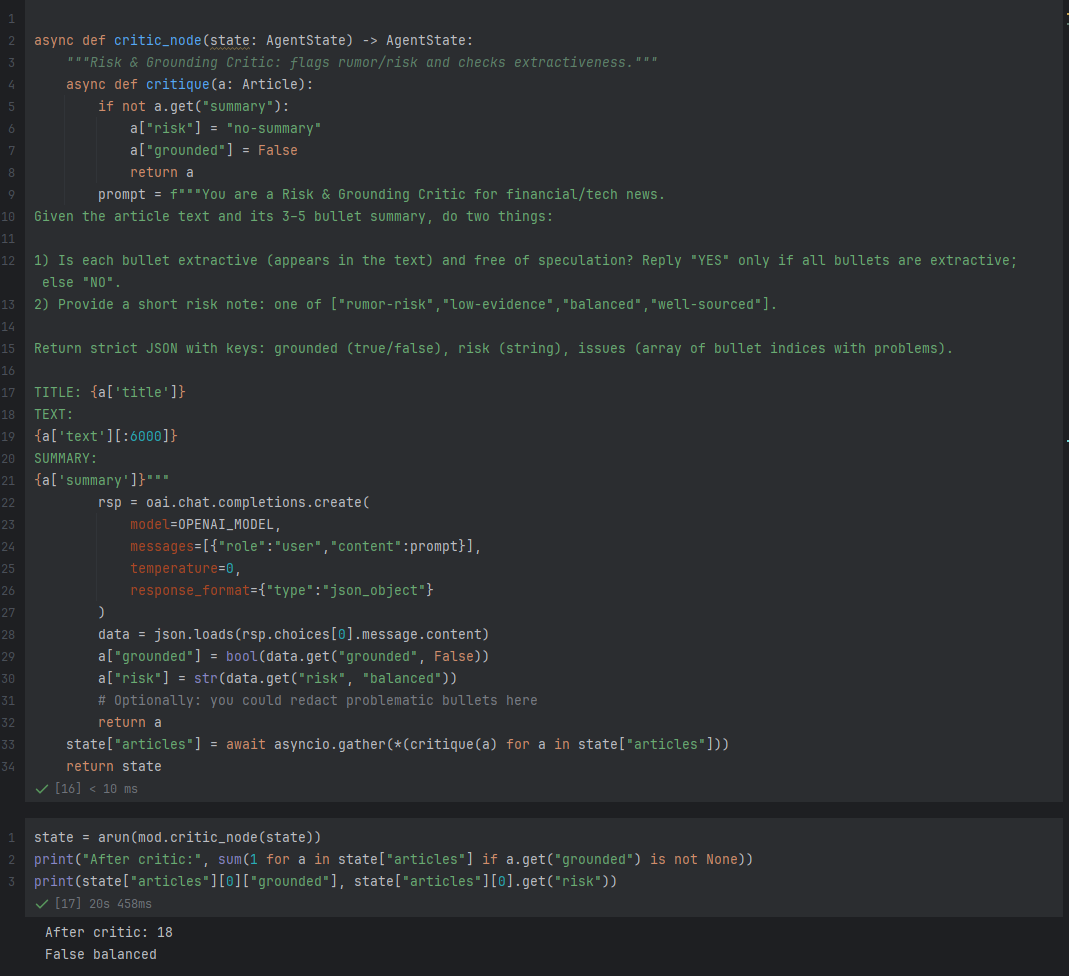 1
2 async def critic_node(state: AgentState) -> AgentState:
3 """Risk & Grounding Critic: flags rumor/risk and checks extractiveness."""
4 async def critique(a: Article):
5 if not a.get("summary"):
6 a["risk"] = "no-summary"
7 a["grounded"] = False
8 return a
9 prompt = f"""You are a Risk & Grounding Critic for financial/tech news.
10 Given the article text and its 3–5 bullet summary, do two things:
11
12 1) Is each bullet extractive (appears in the text) and free of speculation? Reply "YES" only if all bullets are extractive;
else "NO".
13 2) Provide a short risk note: one of ["rumor-risk","low-evidence","balanced","well-sourced"].
14
15 Return strict JSON with keys: grounded (true/false), risk (string), issues (array of bullet indices with problems).
16
17 TITLE: {a['title']}
18 TEXT:
19 {a['text'][:6000]}
20 SUMMARY:
21 {a['summary']}"""
22 rsp = oai.chat.completions.create(
23 model=OPENAI_MODEL,
24 messages=[{"role":"user","content":prompt}],
25 temperature=0,
26 response_format={"type":"json_object"}
27 )
28 data = json.loads(rsp.choices[0].message.content)
29 a["grounded"] = bool(data.get("grounded", False))
30 a["risk"] = str(data.get("risk", "balanced"))
31 # Optionally: you could redact problematic bullets here
32 return a
33 state["articles"] = await asyncio.gather(*(critique(a) for a in state["articles"]))
34 return state
[16] < 10 ms
1 state = arun(mod.critic_node(state))
2 print("After critic:", sum(1 for a in state["articles"] if a.get("grounded") is not None))
3 print(state["articles"][0]["grounded"], state["articles"][0].get("risk"))
[17] 20s 458ms
After critic: 18
False balanced